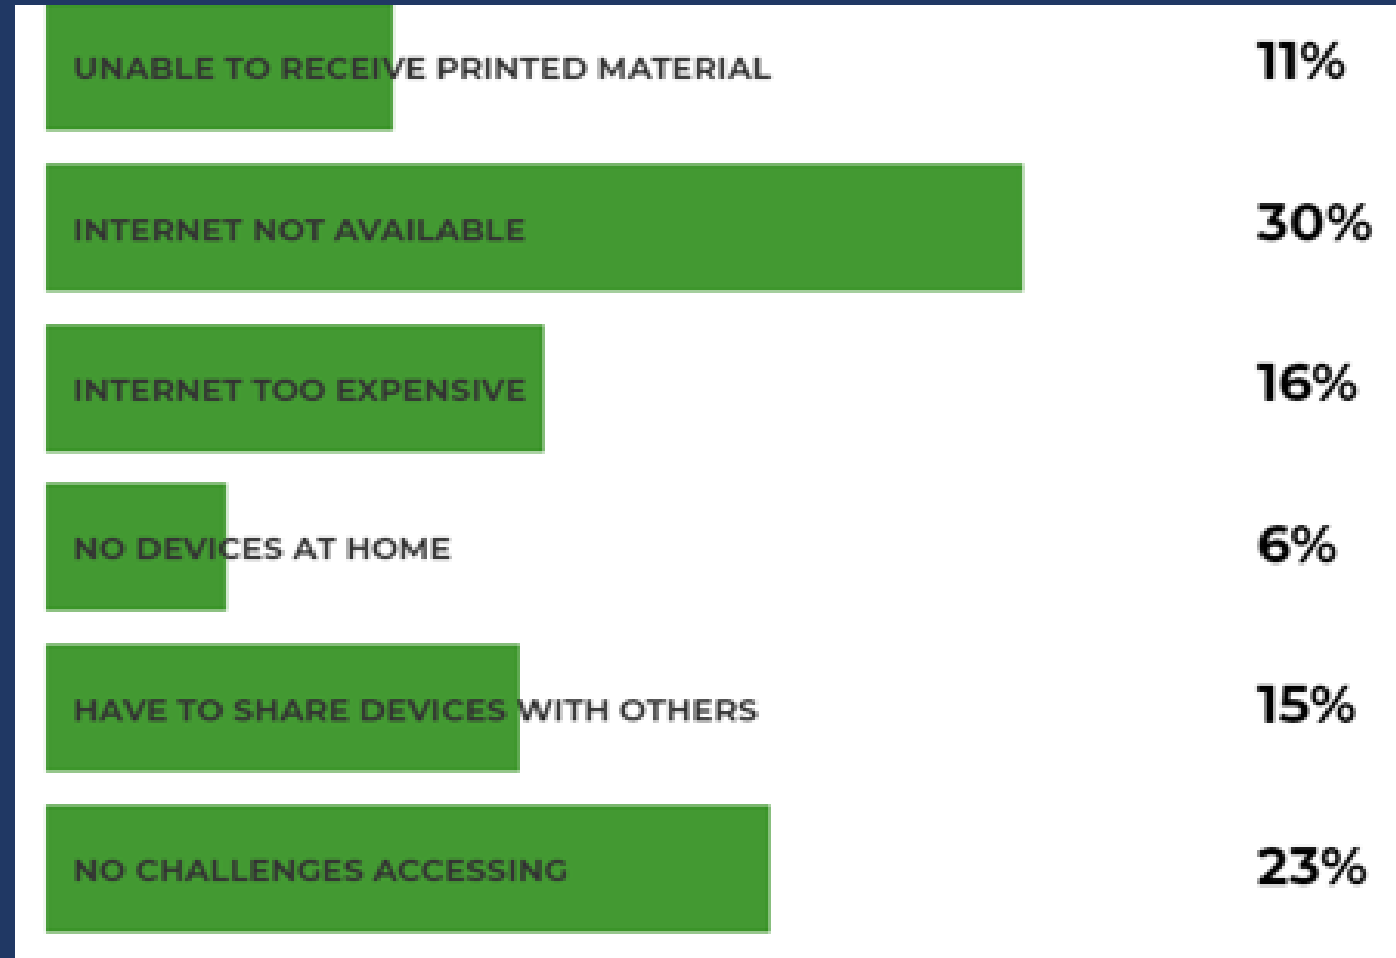 UNABLE TO RECEIVE PRINTED MATERIAL 11%
INTERNET NOT AVAILABLE 30%
INTERNET TOO EXPENSIVE 16%
NO DEVICES AT HOME 6%
HAVE TO SHARE DEVICES WITH OTHERS 15%
NO CHALLENGES ACCESSING 23%